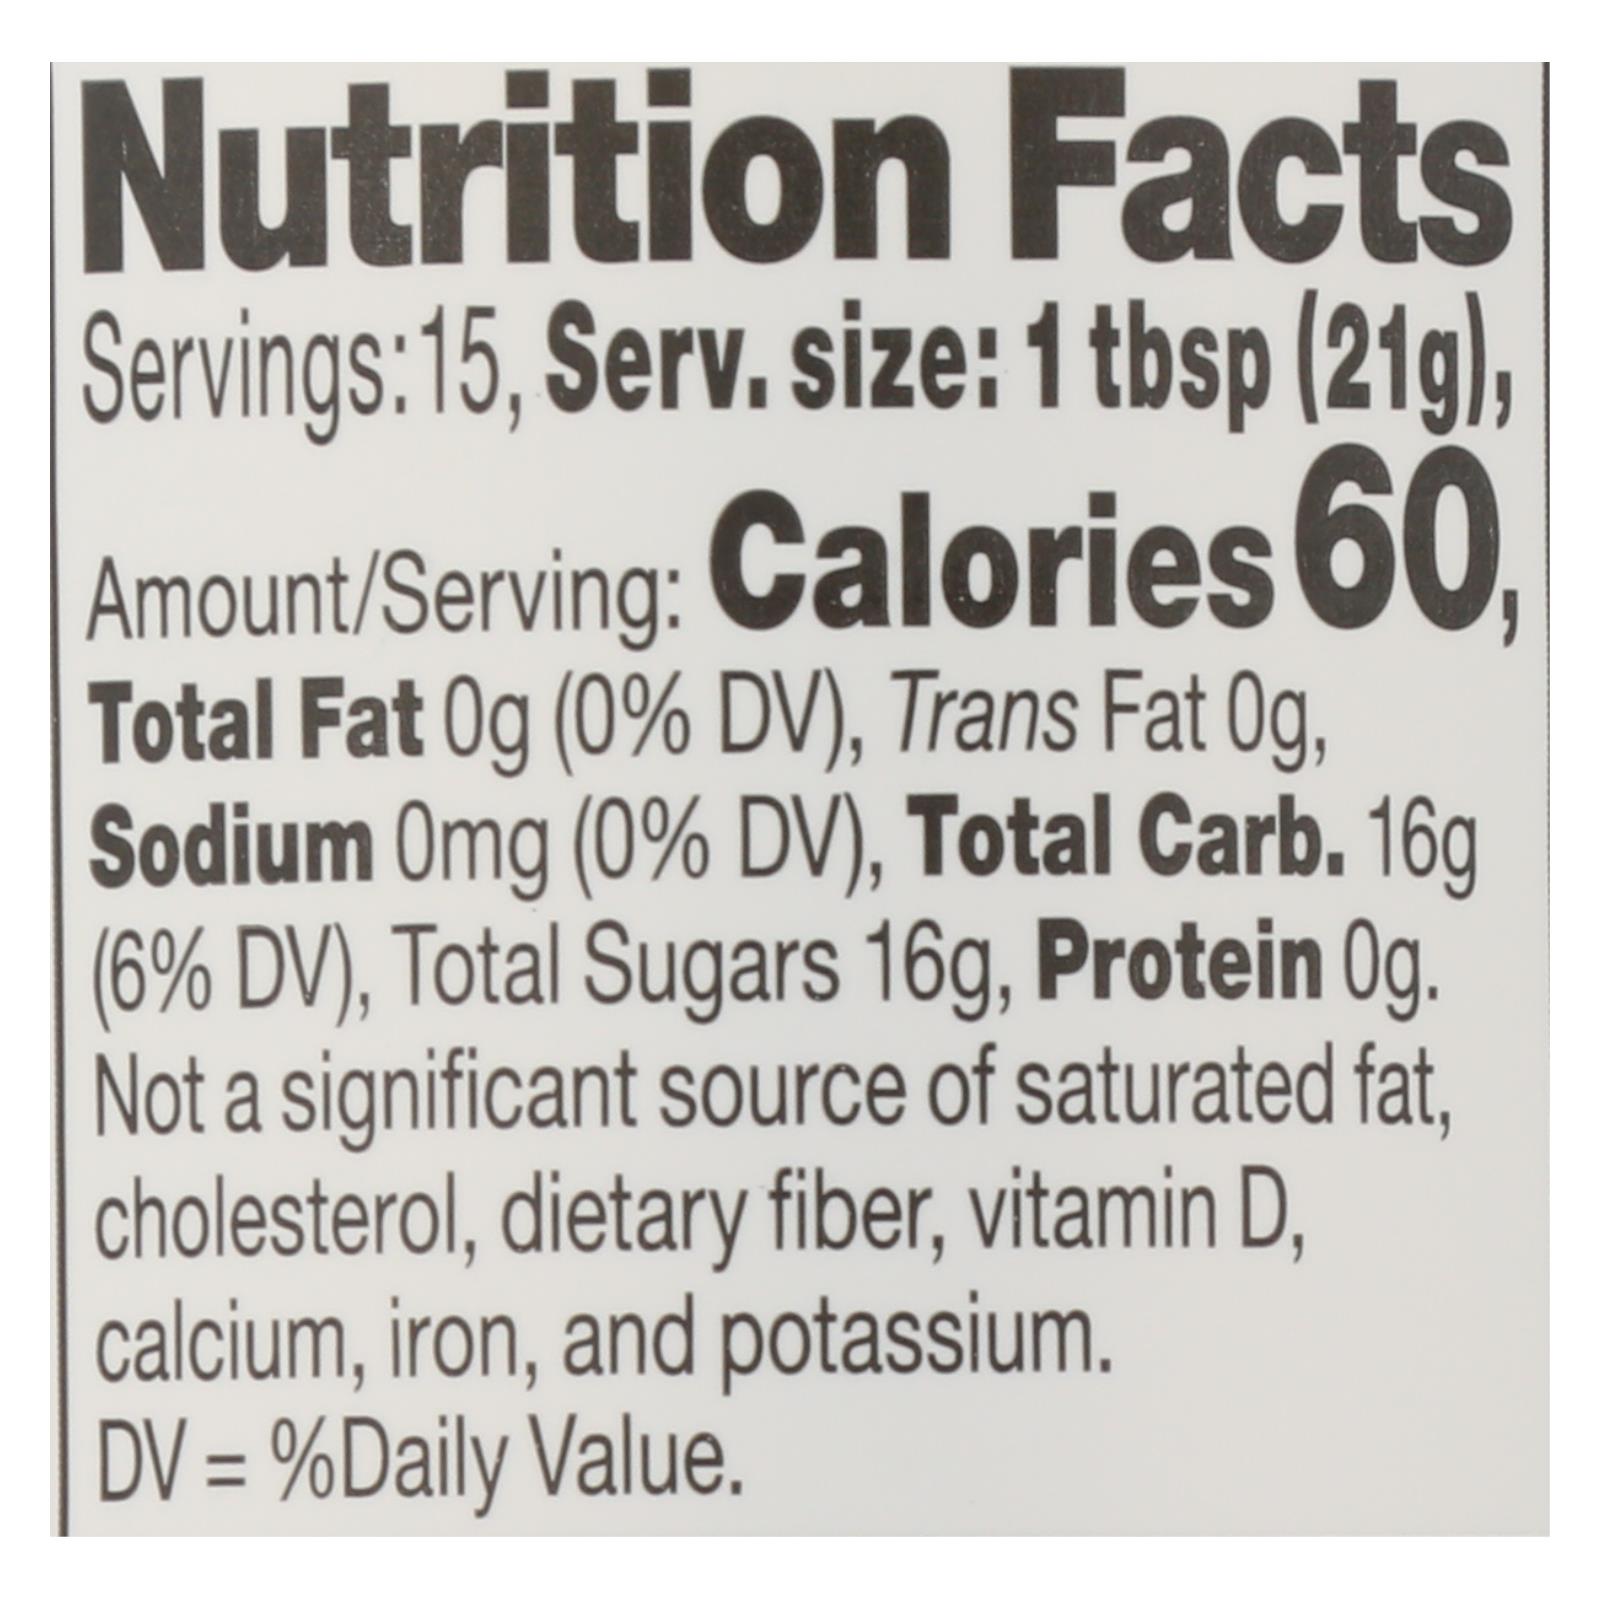 Nutrition Facts
Servings: 15, Serv. size: 1 tbsp (21g),
Amount/Serving: Calories 60,
Total Fat 0g (0% DV), Trans Fat 0g,
Sodium 0mg (0% DV), Total Carb. 16g
(6% DV), Total Sugars 16g, Protein 0g.
Not a significant source of saturated fat,
cholesterol, dietary fiber, vitamin D,
calcium, iron, and potassium.
DV = %Daily Value.